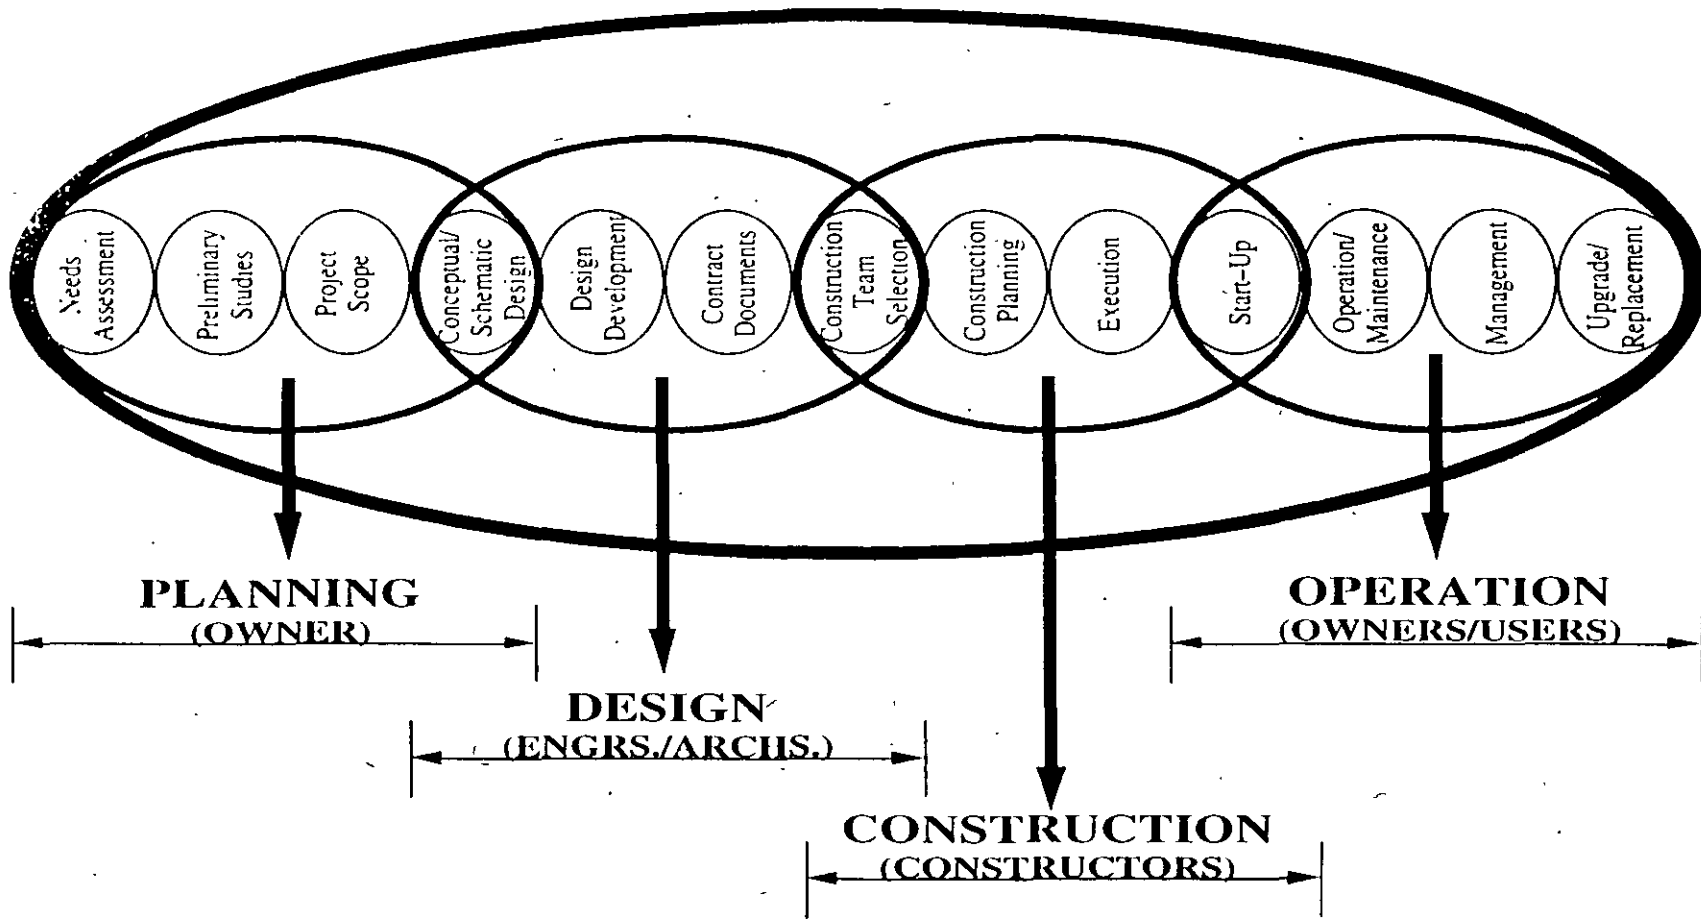 Needs
Assessment
Preliminary
Studies
Project
Scope
Conceptual/
Schematic
Design
Design
Development
Contract
Documents
Construction
Team
Selection
Construction
Planning
Execution
Start-Up
Operation/
Maintenance
Management
Upgrade/
Replacement
PLANNING
(OWNER)
OPERATION
(OWNERS/USERS)
DESIGN
(ENGRS./ARCHS.)
CONSTRUCTION
(CONSTRUCTORS)